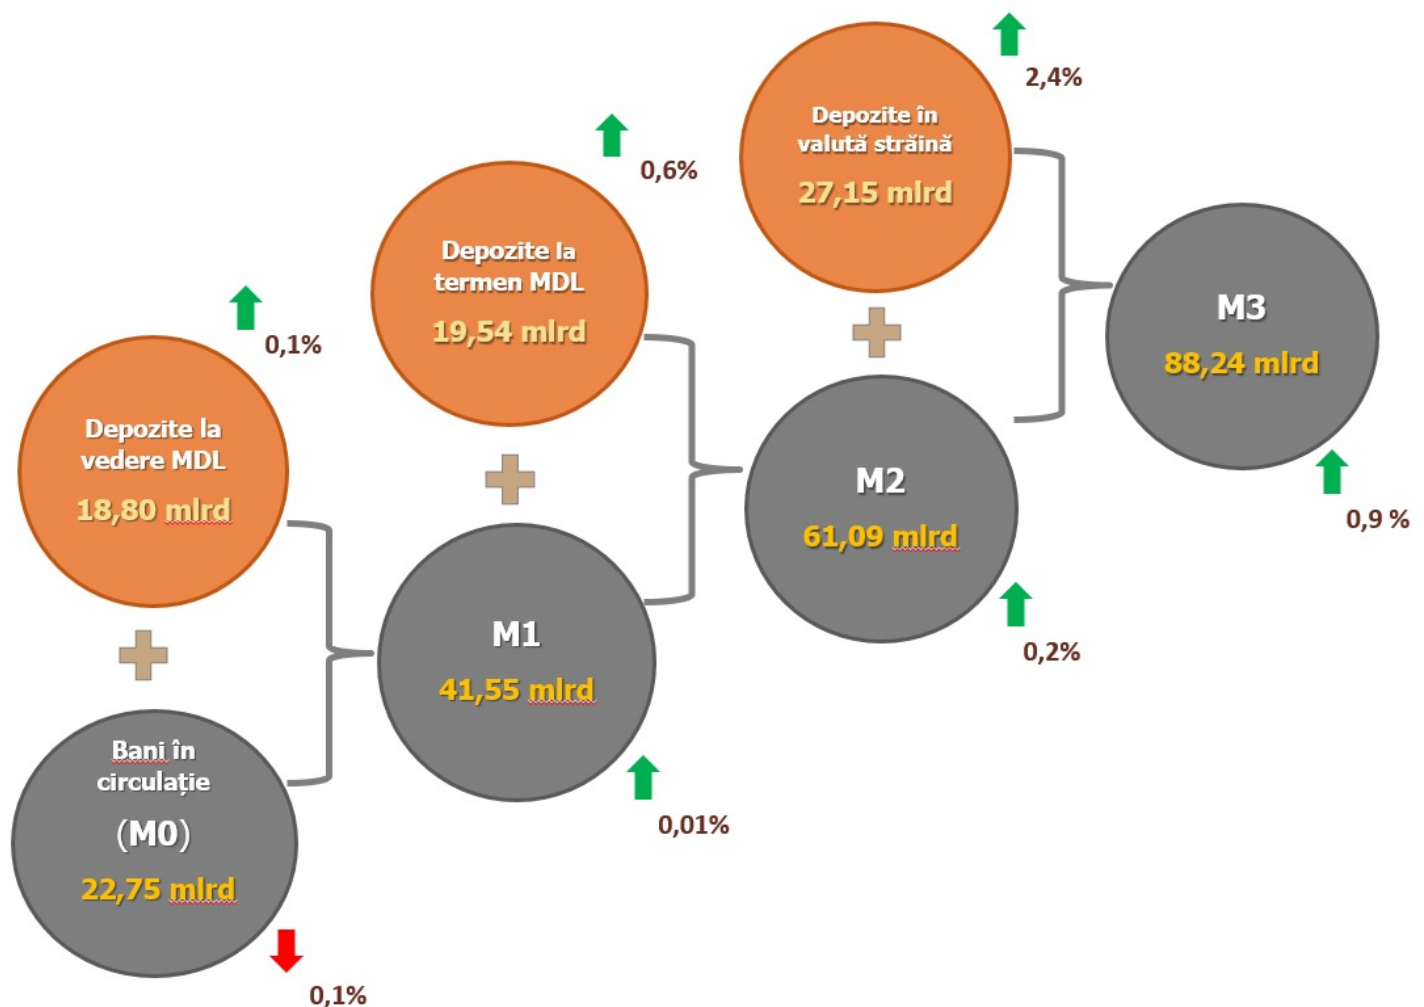 2,4%
Depozite în
valută străină
27,15 mlrd
0,6%
Depozite la
termen MDL
19,54 mlrd
M3
88,24 mlrd
0,9 %
0,1%
Depozite la
vedere MDL
18,80 mlrd
M2
61,09 mlrd
0,2%
M1
41,55 mlrd
0,01%
Bani în
circulație
(M0)
22,75 mlrd
0,1%